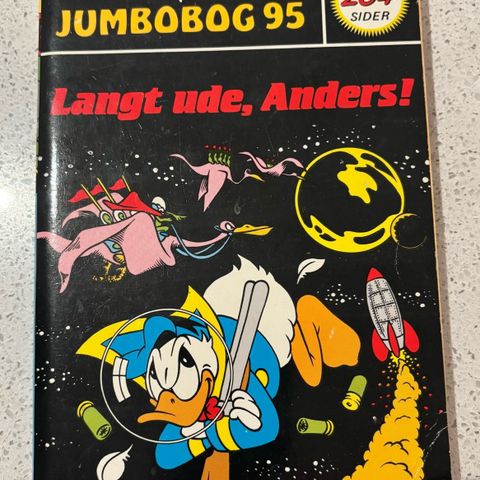 JUMBOBOG 95
SIDER
Langt ude, Anders!